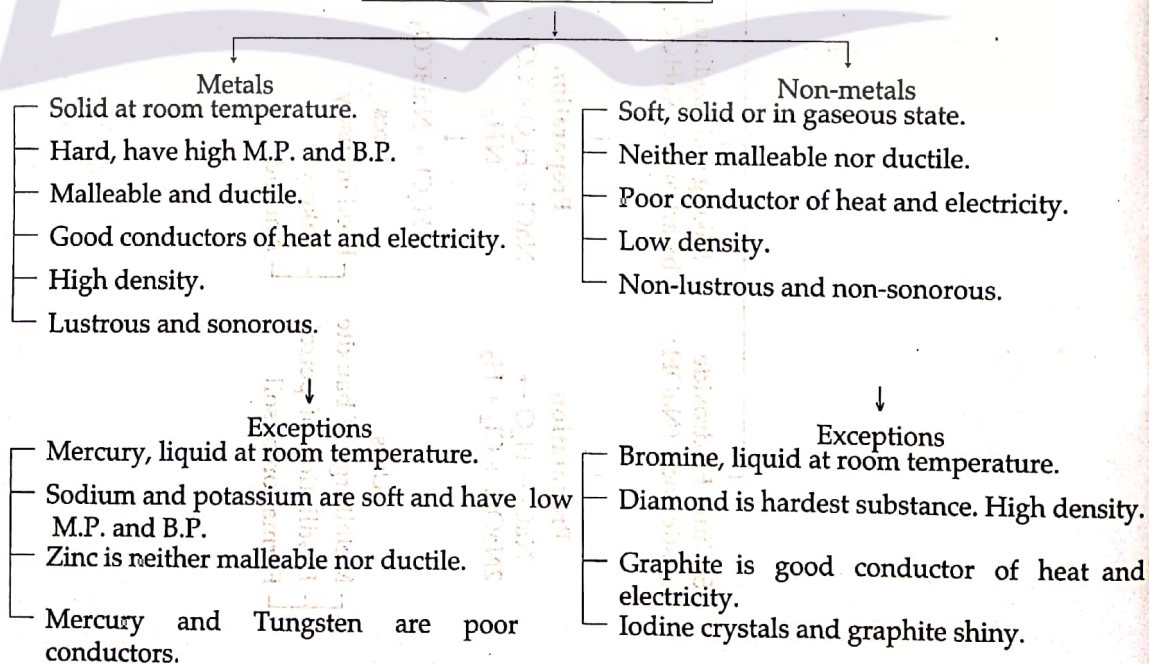 Metals
Solid at room temperature.
Hard, have high M.P. and B.P.
Malleable and ductile.
Good conductors of heat and electricity.
High density.
Lustrous and sonorous.
Non-metals
Soft, solid or in gaseous state.
Neither malleable nor ductile.
Poor conductor of heat and electricity.
Low density.
Non-lustrous and non-sonorous.
Exceptions
Mercury, liquid at room temperature.
Sodium and potassium are soft and have low
M.P. and B.P.
Zinc is neither malleable nor ductile.
Mercury and Tungsten are poor
conductors.
Exceptions
Bromine, liquid at room temperature.
Diamond is hardest substance. High density.
Graphite is good conductor of heat and
electricity.
Iodine crystals and graphite shiny.